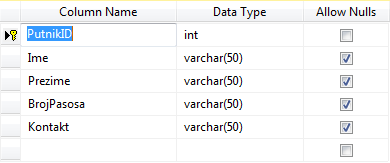 Column Name Data Type Allow Nulls
PutnikID int
Ime varchar(50)
Prezime varchar(50)
BrojPasosa varchar(50)
Kontakt varchar(50)